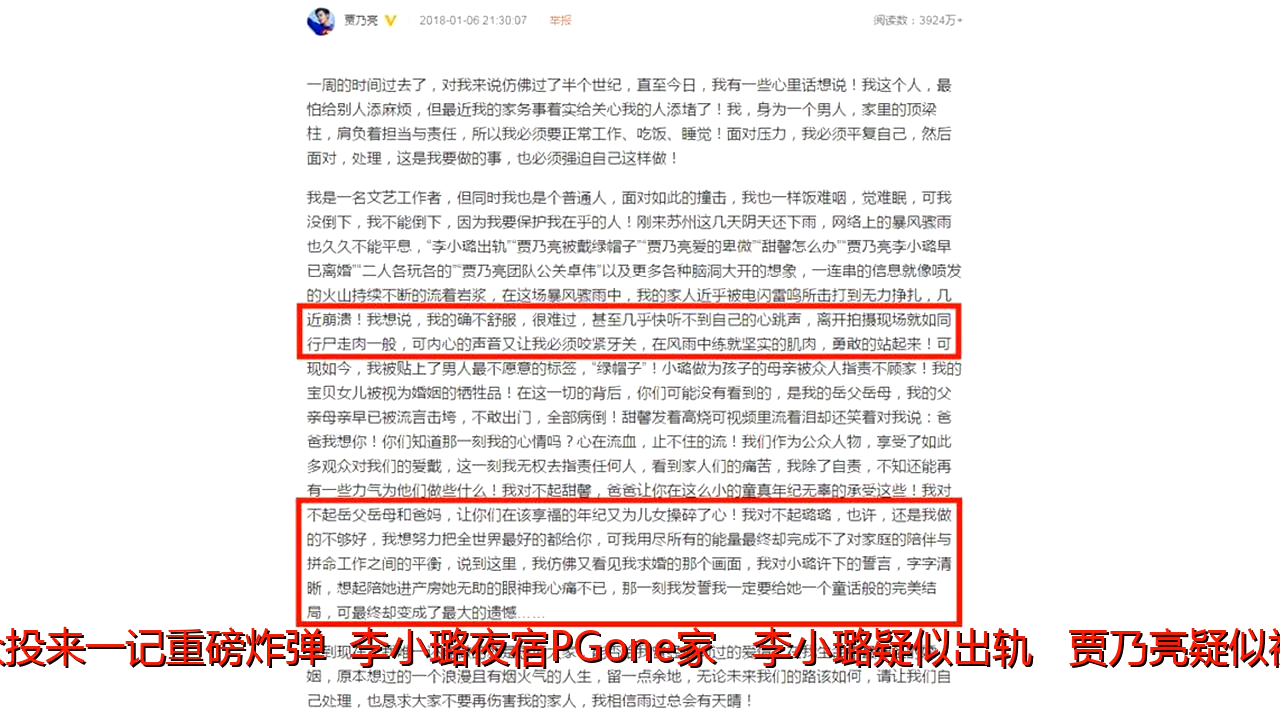 贾乃亮 2018-01-06 21:30:07 举报 阅读数：3924万+
一周的时间过去了，对我来说仿佛过了半个世纪，直至今日，我有一些心里话想说！我这个人，最
怕给别人添麻烦，但最近我的家务事着实给关心我的人添堵了！我，身为一个男人，家里的顶梁
柱，肩负着担当与责任，所以我必须要正常工作、吃饭、睡觉！面对压力，我必须平复自己，然后
面对，处理，这是我要做的事，也必须强迫自己这样做！
我是一名文艺工作者，但同时我也是个普通人，面对如此的撞击，我也一样饭难咽，觉难眠，可我
没倒下，我不能倒下，因为我要保护我在乎的人！刚来苏州这几天阴天还下雨，网络上的暴风骤雨
也久久不能平息，“李小璐出轨”“贾乃亮被戴绿帽子”“贾乃亮爱的卑微”“甜馨怎么办”“贾乃亮李小璐早
已离婚”“二人各玩各的”“贾乃亮团队公关卓伟”以及更多各种脑洞大开的想象，一连串的信息就像喷发
的火山持续不断的流着岩浆，在这场暴风骤雨中，我的家人近乎被电闪雷鸣所击打到无力挣扎，几
近崩溃！我想说，我的确不舒服，很难过，甚至几乎快听不到自己的心跳声，离开拍摄现场就如同
行尸走肉一般，可内心的声音又让我必须咬紧牙关，在风雨中练就坚实的肌肉，勇敢的站起来！可
现如今，我被贴上了男人最不愿意的标签，“绿帽子”！小璐做为孩子的母亲被众人指责不顾家！我的
宝贝女儿被视为婚姻的牺牲品！在这一切的背后，你们可能没有看到的，是我的岳父岳母，我的父
亲母亲早已被流言击垮，不敢出门，全部病倒！甜馨发着高烧可视频里流着泪却还笑着对我说：爸
爸我想你！你们知道那一刻我的心情吗？心在流血，止不住的流！我们作为公众人物，享受了如此
多观众对我们的爱戴，这一刻我无权去指责任何人，看到家人们的痛苦，我除了自责，不知还能再
有一些力气为他们做些什么！我对不起甜馨，爸爸让你在这么小的童真年纪无辜的承受这些！我对
不起岳父岳母和爸妈，让你们在该享福的年纪又为儿女操碎了心！我对不起璐璐，也许，还是我做
的不够好，我想努力把全世界最好的都给你，可我用尽所有的能量最终却完成不了对家庭的陪伴与
拼命工作之间的平衡，说到这里，我仿佛又看见我求婚的那个画面，我对小璐许下的誓言，字字清
晰，想起陪她进产房她无助的眼神我心痛不已，那一刻我发誓我一定要给她一个童话般的完美结
局，可最终却变成了最大的遗憾……
投来一记重磅炸弹 李小璐夜宿PGone家 李小璐疑似出轨 贾乃亮疑似
姻，原本想过的一个浪漫且有烟火气的人生，留一点余地，无论未来我们的路该如何，请让我们自
己处理，也恳求大家不要再伤害我的家人，我相信雨过总会有天晴！